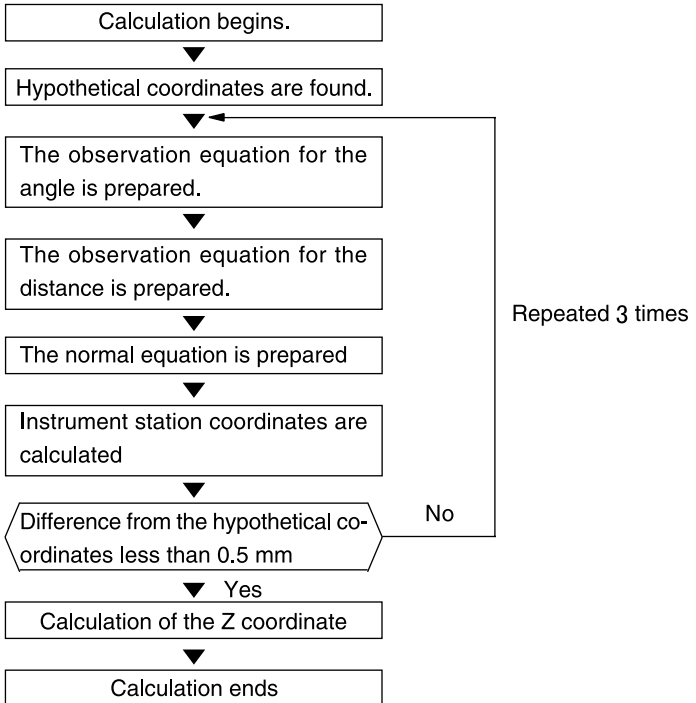 Calculation begins.
Hypothetical coordinates are found.
The observation equation for the
angle is prepared.
The observation equation for the
distance is prepared.
Repeated 3 times
The normal equation is prepared
Instrument station coordinates are
calculated
Difference from the hypothetical co-
ordinates less than 0.5 mm
No
Yes
Calculation of the Z coordinate
Calculation ends